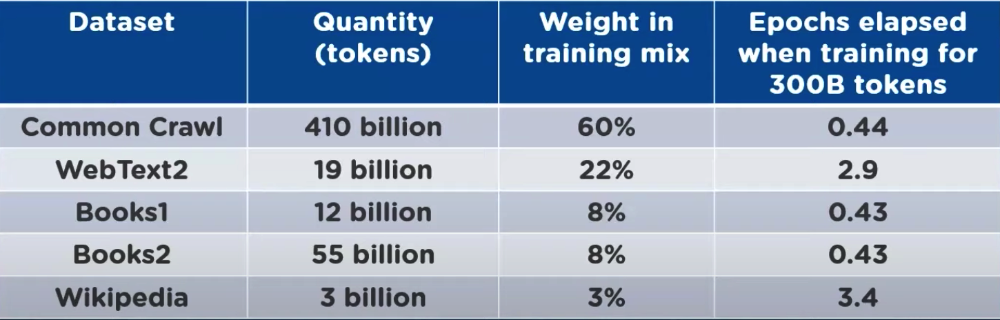 Dataset Quantity (tokens) Weight in training mix Epochs elapsed when training for 300B tokens
Common Crawl 410 billion 60% 0.44
WebText2 19 billion 22% 2.9
Books1 12 billion 8% 0.43
Books2 55 billion 8% 0.43
Wikipedia 3 billion 3% 3.4